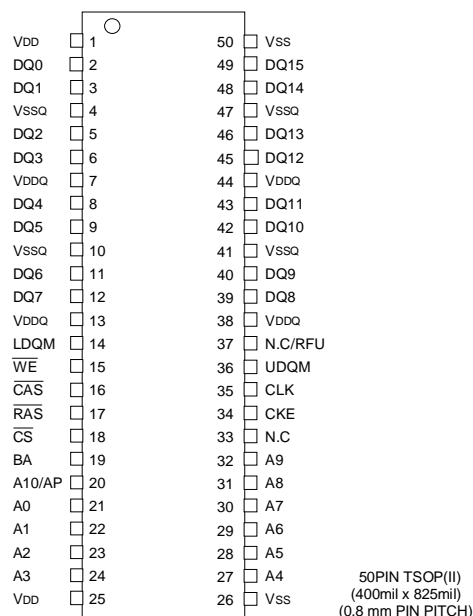 VDD 1 50 VSS
DQ0 2 49 DQ15
DQ1 3 48 DQ14
VSSQ 4 47 VSSQ
DQ2 5 46 DQ13
DQ3 6 45 DQ12
VDDQ 7 44 VDDQ
DQ4 8 43 DQ11
DQ5 9 42 DQ10
VSSQ 10 41 VSSQ
DQ6 11 40 DQ9
DQ7 12 39 DQ8
VDDQ 13 38 VDDQ
LDQM 14 37 N.C/RFU
WE 15 36 UDQM
CAS 16 35 CLK
RAS 17 34 CKE
CS 18 33 N.C
BA 19 32 A9
A10/AP 20 31 A8
A0 21 30 A7
A1 22 29 A6
A2 23 28 A5
A3 24 27 A4
VDD 25 26 VSS
50PIN TSOP(II)
(400mil x 825mil)
(0.8 mm PIN PITCH)